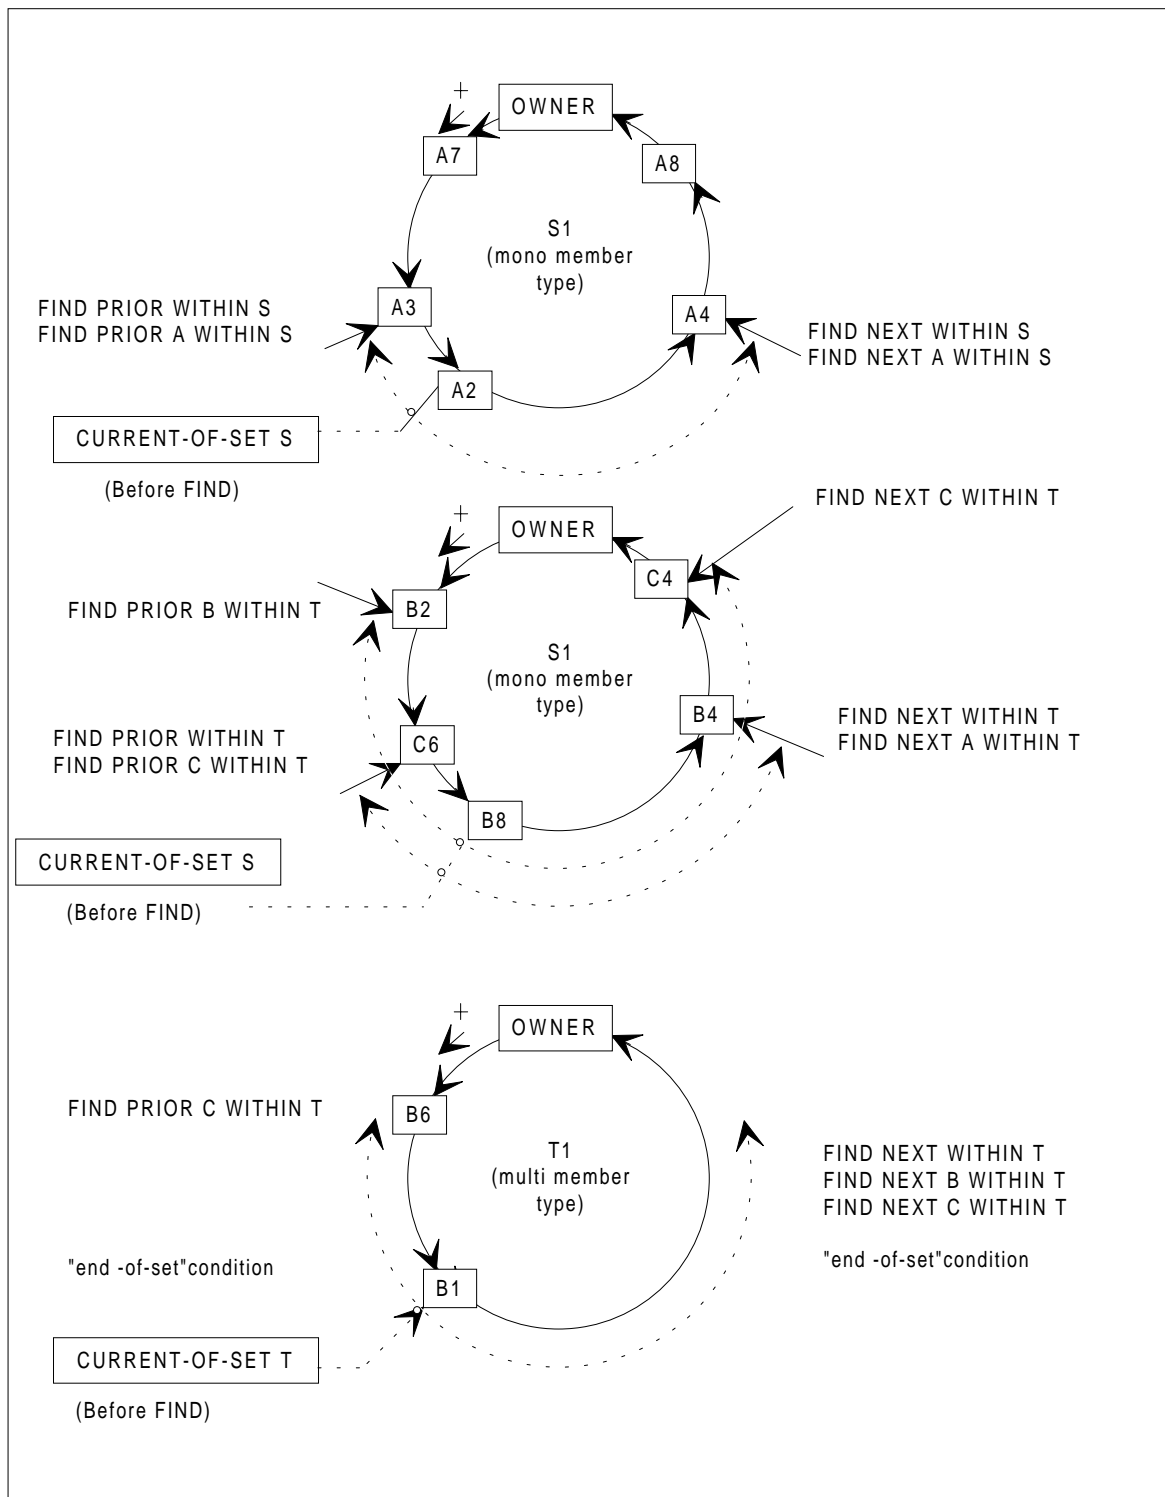 +
OWNER
A7
A8
S1
(mono member
type)
FIND PRIOR WITHIN S
FIND PRIOR A WITHIN S
A3
A4
FIND NEXT WITHIN S
FIND NEXT A WITHIN S
A2
CURRENT-OF-SET S
(Before FIND)
FIND NEXT C WITHIN T
+
OWNER
C4
FIND PRIOR B WITHIN T
B2
S1
(mono member
type)
B4
FIND NEXT WITHIN T
FIND NEXT A WITHIN T
FIND PRIOR WITHIN T
FIND PRIOR C WITHIN T
C6
B8
CURRENT-OF-SET S
(Before FIND)
+
OWNER
FIND PRIOR C WITHIN T
B6
T1
(multi member
type)
FIND NEXT WITHIN T
FIND NEXT B WITHIN T
FIND NEXT C WITHIN T
"end -of-set"condition
"end -of-set"condition
B1
CURRENT-OF-SET T
(Before FIND)